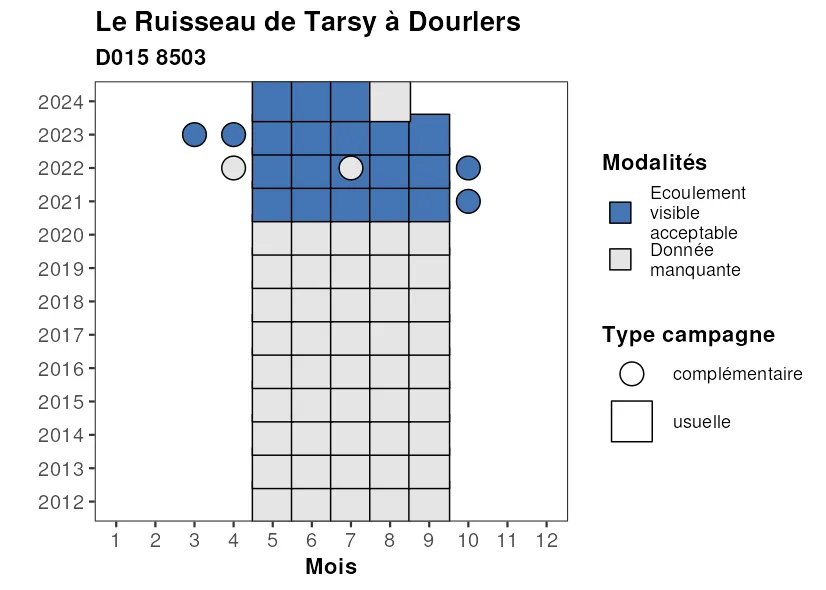 Le Ruisseau de Tarsy à Dourlers
D015 8503
2024
2023
2022
2021
2020
2019
2018
2017
2016
2015
2014
2013
2012
1 2 3 4 5 6 7 8 9 10 11 12
Mois
Modalités
Ecoulement
visible
acceptable
Donnée
manquante
Type campagne
complémentaire
usuelle